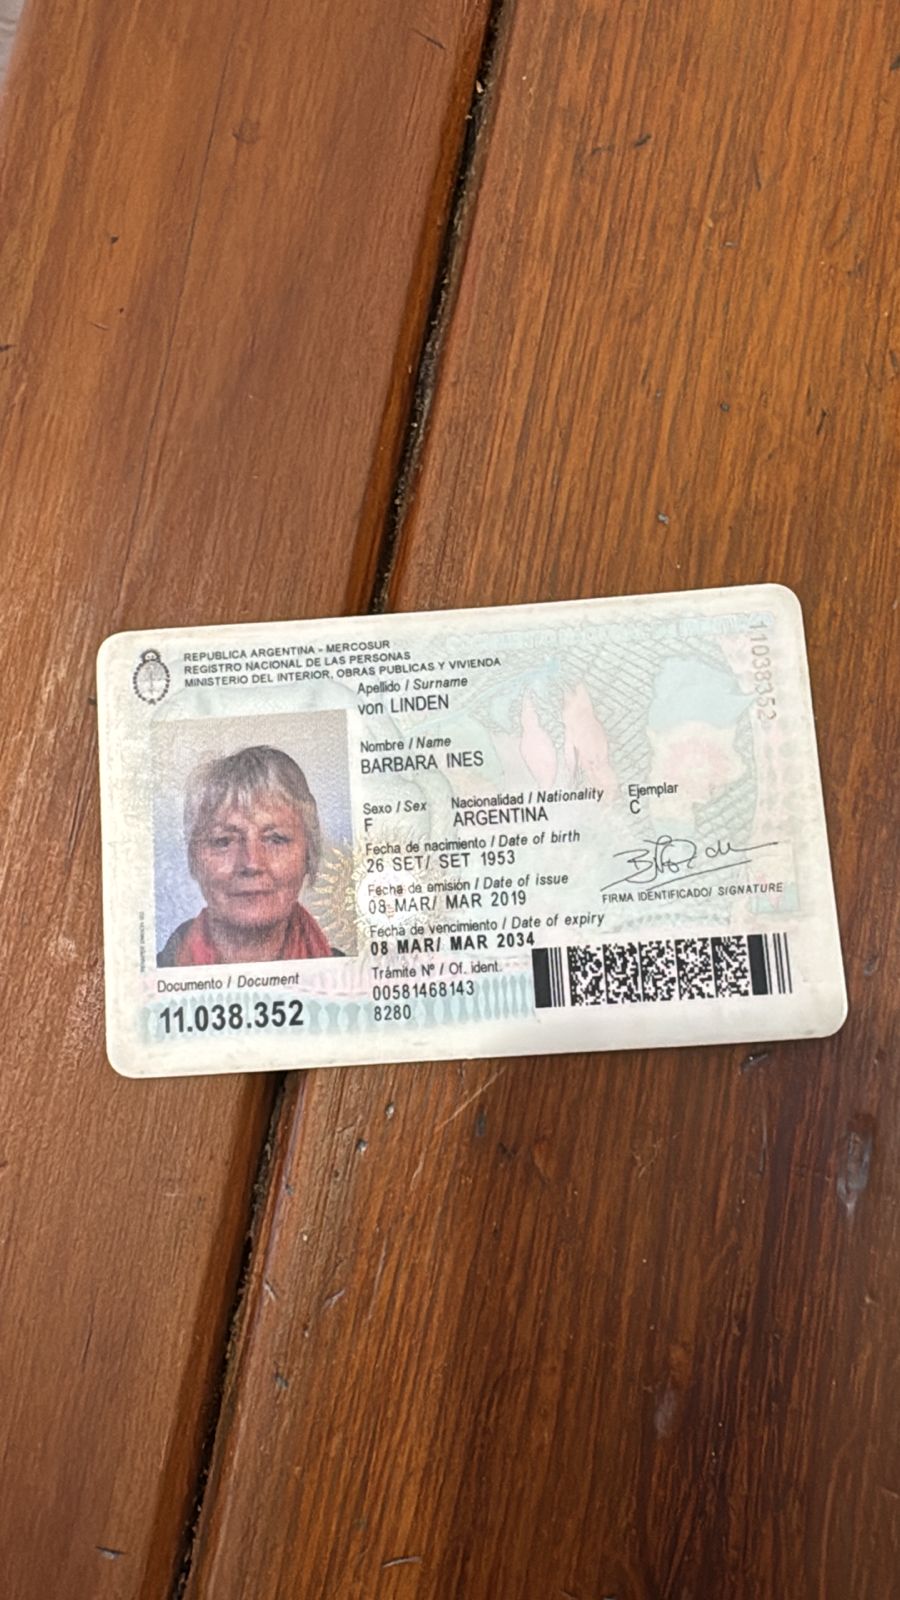 REPUBLICA ARGENTINA - MERCOSUR
REGISTRO NACIONAL DE LAS PERSONAS
MINISTERIO DEL INTERIOR, OBRAS PUBLICAS Y VIVIENDA
Apellido / Surname
von LINDEN
Nombre / Name
BARBARA INES
Sexo / Sex Nacionalidad / Nationality Ejemplar
F ARGENTINA C
Fecha de nacimiento / Date of birth
26 SET/ SET 1953
Fecha de emisión / Date of issue
08 MAR/ MAR 2019
FIRMA IDENTIFICADO/ SIGNATURE
Fecha de vencimiento / Date of expiry
08 MAR/ MAR 2034
Documento / Document
11.038.352
Trámite Nº / Of. ident.
00581468143
8280
11038352